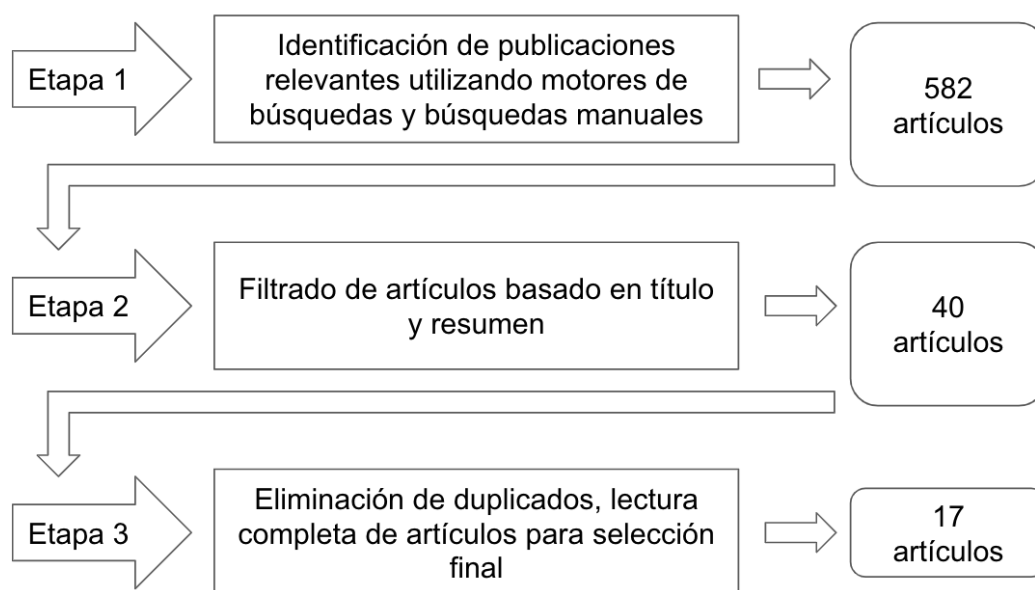 Etapa 1
Identificación de publicaciones
relevantes utilizando motores de
búsquedas y búsquedas manuales
582
artículos
Etapa 2
Filtrado de artículos basado en título
y resumen
40
artículos
Etapa 3
Eliminación de duplicados, lectura
completa de artículos para selección
final
17
artículos